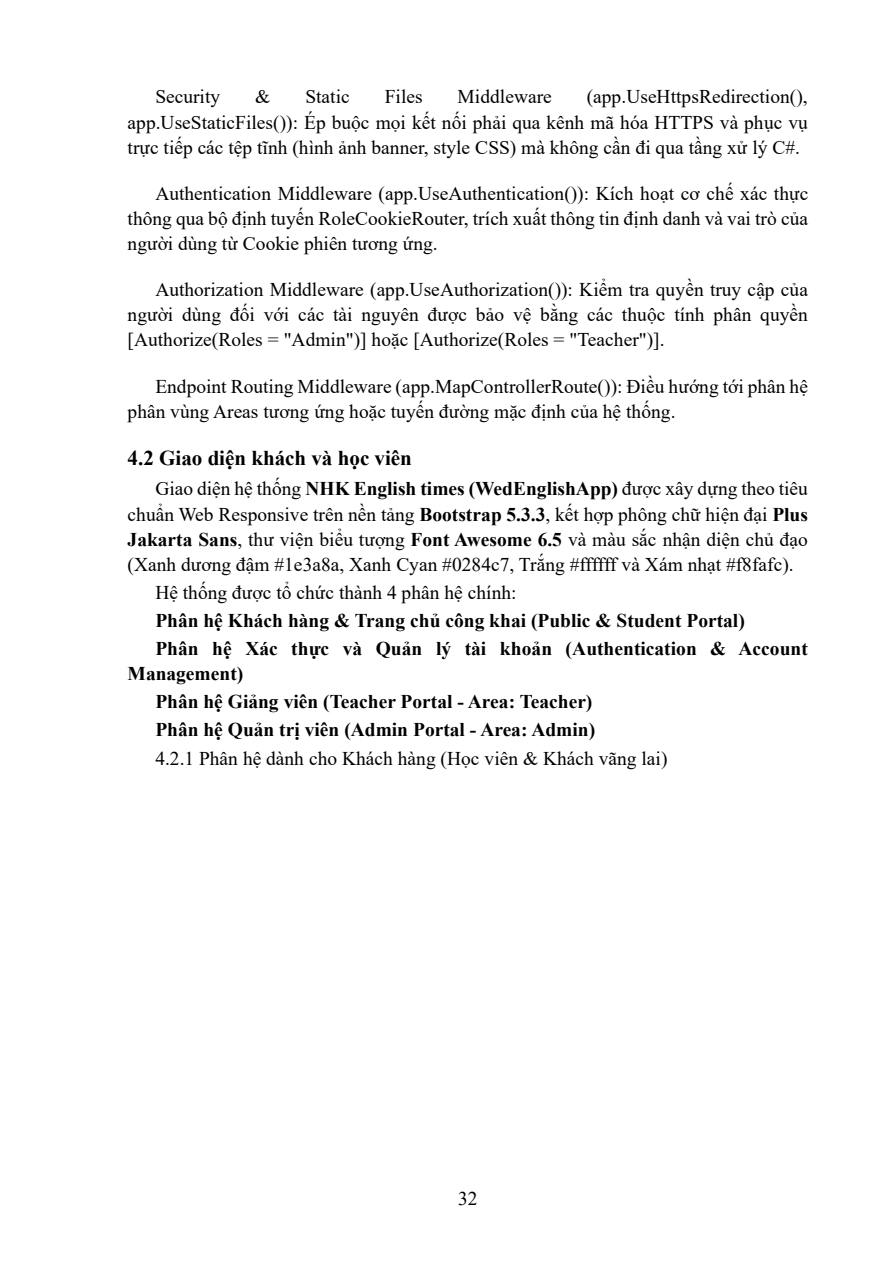 Security & Static Files Middleware (app.UseHttpsRedirection(),
app.UseStaticFiles()): Ép buộc mọi kết nối phải qua kênh mã hóa HTTPS và phục vụ
trực tiếp các tệp tĩnh (hình ảnh banner, style CSS) mà không cần đi qua tầng xử lý C#.
Authentication Middleware (app.UseAuthentication()): Kích hoạt cơ chế xác thực
thông qua bộ định tuyến RoleCookieRouter, trích xuất thông tin định danh và vai trò của
người dùng từ Cookie phiên tương ứng.
Authorization Middleware (app.UseAuthorization()): Kiểm tra quyền truy cập của
người dùng đối với các tài nguyên được bảo vệ bằng các thuộc tính phân quyền
[Authorize(Roles = "Admin")] hoặc [Authorize(Roles = "Teacher")].
Endpoint Routing Middleware (app.MapControllerRoute()): Điều hướng tới phân hệ
phân vùng Areas tương ứng hoặc tuyến đường mặc định của hệ thống.
4.2 Giao diện khách và học viên
Giao diện hệ thống NHK English times (WedEnglishApp) được xây dựng theo tiêu
chuẩn Web Responsive trên nền tảng Bootstrap 5.3.3, kết hợp phông chữ hiện đại Plus
Jakarta Sans, thư viện biểu tượng Font Awesome 6.5 và màu sắc nhận diện chủ đạo
(Xanh dương đậm #1e3a8a, Xanh Cyan #0284c7, Trắng #ffffff và Xám nhạt #f8fafc).
Hệ thống được tổ chức thành 4 phân hệ chính:
Phân hệ Khách hàng & Trang chủ công khai (Public & Student Portal)
Phân hệ Xác thực và Quản lý tài khoản (Authentication & Account
Management)
Phân hệ Giảng viên (Teacher Portal - Area: Teacher)
Phân hệ Quản trị viên (Admin Portal - Area: Admin)
4.2.1 Phân hệ dành cho Khách hàng (Học viên & Khách vãng lai)
32